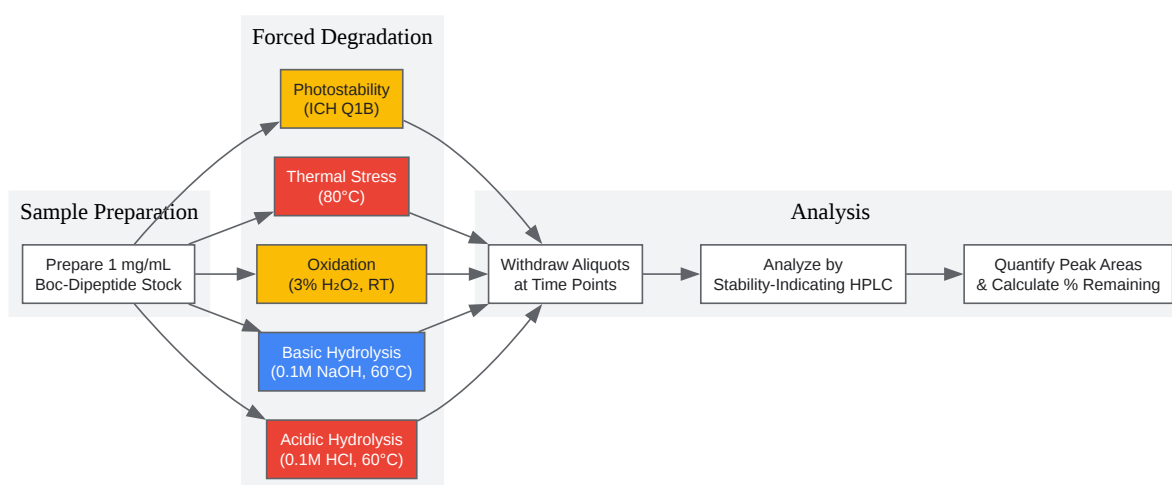 Sample Preparation
Prepare 1 mg/mL
Boc-Dipeptide Stock
Forced Degradation
Photostability
(ICH Q1B)
Thermal Stress
(80°C)
Oxidation
(3% H₂O₂, RT)
Basic Hydrolysis
(0.1M NaOH, 60°C)
Acidic Hydrolysis
(0.1M HCl, 60°C)
Analysis
Withdraw Aliquots
at Time Points
Analyze by
Stability-Indicating HPLC
Quantify Peak Areas
& Calculate % Remaining